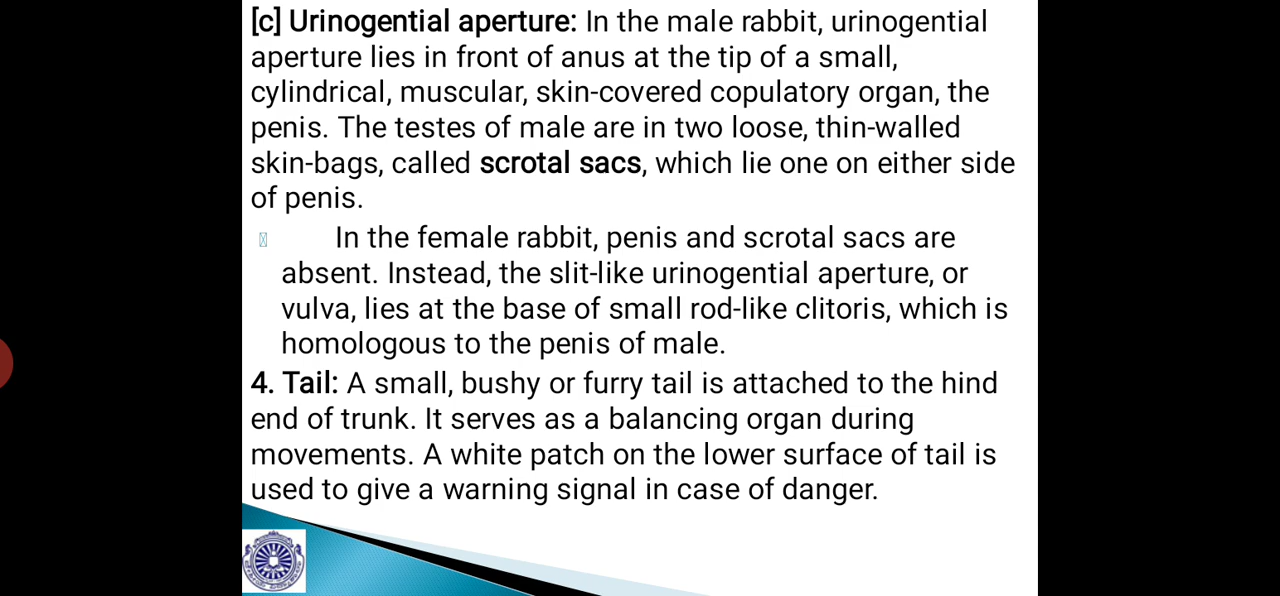 [c] Urinogential aperture: In the male rabbit, urinogential
aperture lies in front of anus at the tip of a small,
cylindrical, muscular, skin-covered copulatory organ, the
penis. The testes of male are in two loose, thin-walled
skin-bags, called scrotal sacs, which lie one on either side
of penis.
In the female rabbit, penis and scrotal sacs are
absent. Instead, the slit-like urinogential aperture, or
vulva, lies at the base of small rod-like clitoris, which is
homologous to the penis of male.
4. Tail: A small, bushy or furry tail is attached to the hind
end of trunk. It serves as a balancing organ during
movements. A white patch on the lower surface of tail is
used to give a warning signal in case of danger.